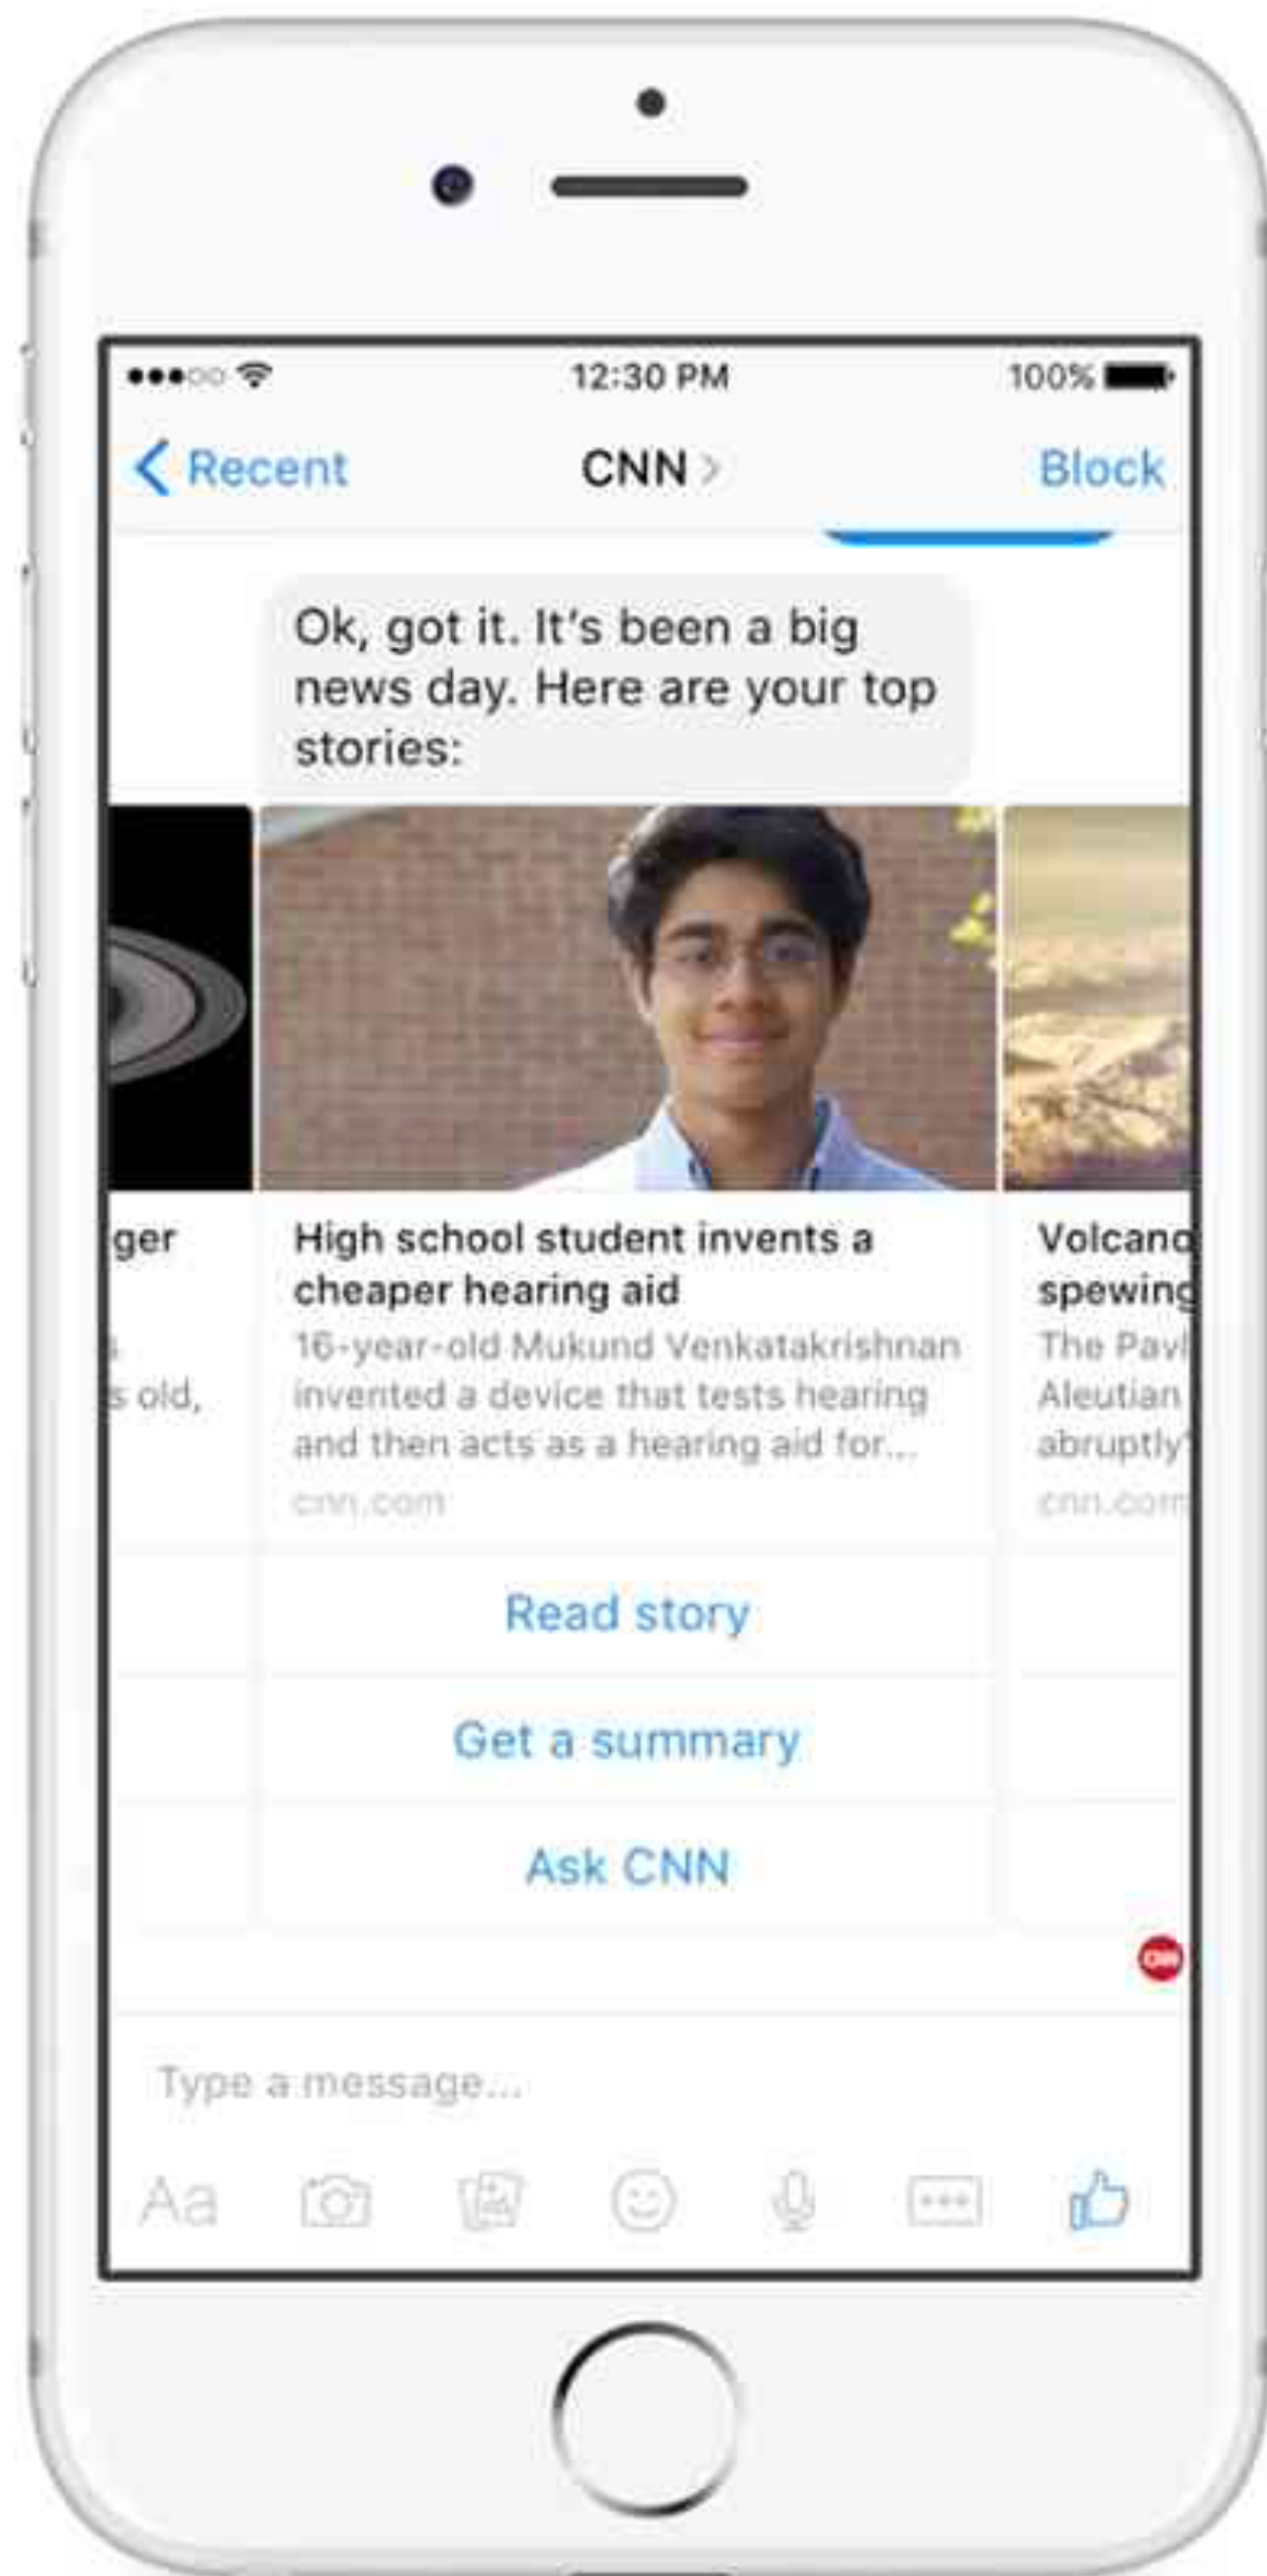 12:30 PM 100%
Recent CNN Block
Ok, got it. It's been a big
news day. Here are your top
stories:
ger
High school student invents a
cheaper hearing aid
16-year-old Mukund Venkatakrishnan
invented a device that tests hearing
and then acts as a hearing aid for...
cnn.com
s old,
Volcano
spewing
The Pavl
Aleutian
abruptly'
cnn.com
Read story
Get a summary
Ask CNN
CNN
Type a message...
Aa